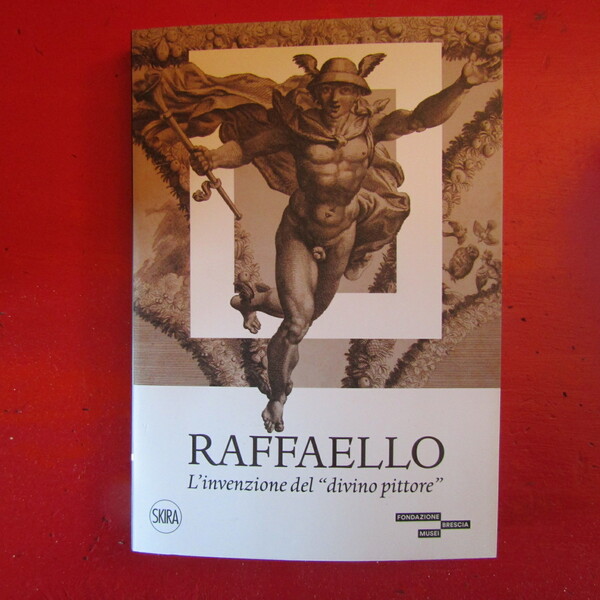 RAFFAELLO
L'invenzione del “divino pittore”
SKIRA
FONDAZIONE
BRESCIA
MUSEI